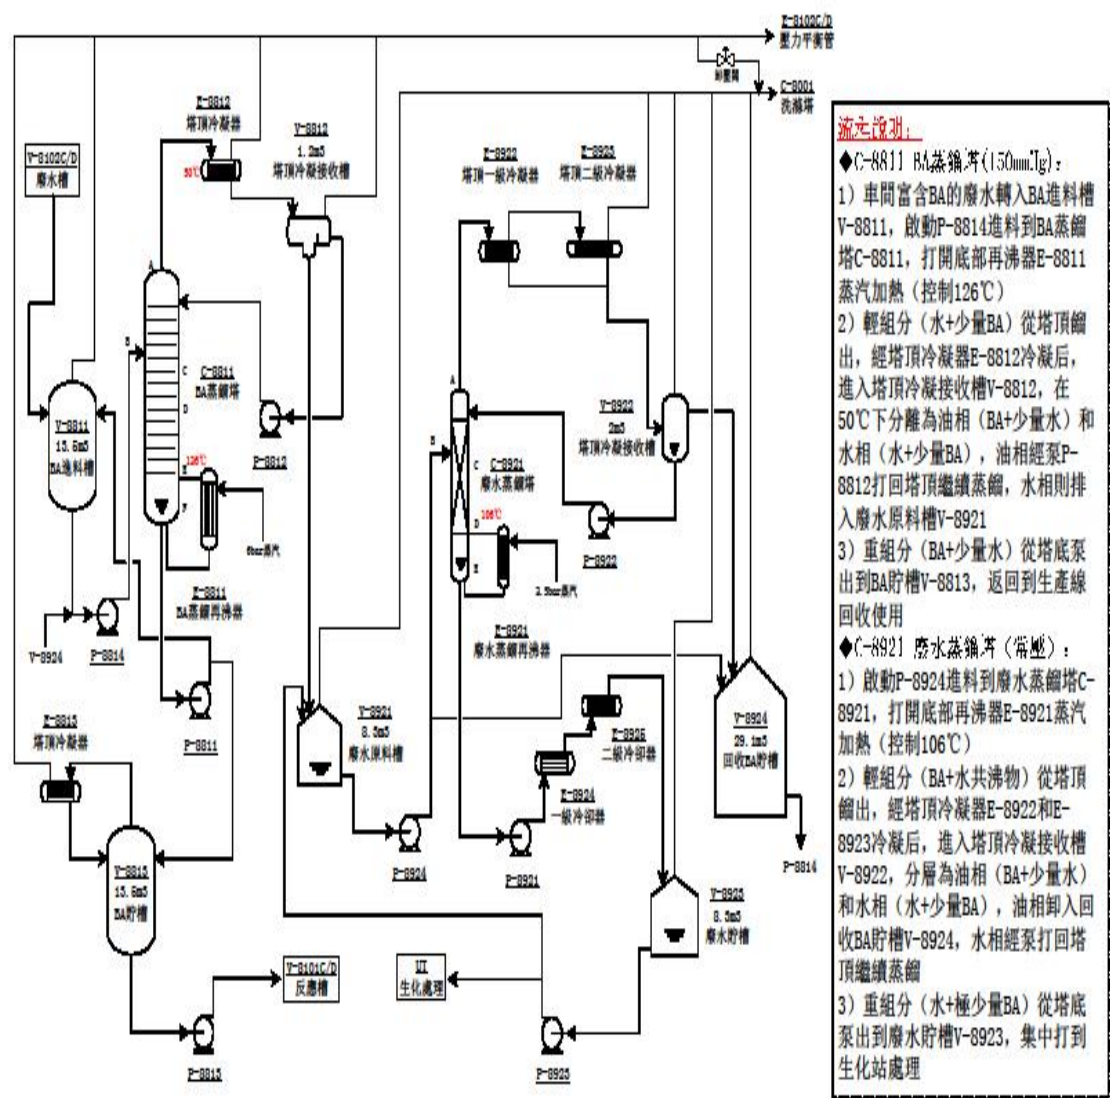 E-8102C/D
壓力平衡管
卸壓閥
C-8001
洗滌塔
E-8812
塔頂冷凝器
50℃
V-8812
1.2m3
塔頂冷凝接收槽
V-8102C/D
廢水槽
E-8922
塔頂一級冷凝器
E-8923
塔頂二級冷凝器
A
B
C
D
E
F
C-8811
BA蒸餾塔
P-8812
V-8811
13.5m3
BA進料槽
126℃
6bar蒸汽
E-8811
BA蒸餾再沸器
V-8924
P-8814
P-8811
A
B
C
D
E
C-8921
廢水蒸餾塔
106℃
2.5bar蒸汽
E-8921
廢水蒸餾再沸器
V-8922
2m3
塔頂冷凝接收槽
P-8922
E-8813
塔頂冷凝器
V-8813
13.5m3
BA貯槽
V-8921
8.3m3
廢水原料槽
P-8924
E-8925
二級冷卻器
E-8924
一級冷卻器
P-8921
V-8924
29.1m3
回收BA貯槽
P-8814
V-8923
8.3m3
廢水貯槽
V-8101C/D
反應槽
UT
生化處理
P-8813
P-8923
流程說明：
◆C-8811 BA蒸餾塔(150mmHg)：
1）車間富含BA的廢水轉入BA進料槽
V-8811，啟動P-8814進料到BA蒸餾
塔C-8811，打開底部再沸器E-8811
蒸汽加熱（控制126℃）
2）輕組分（水+少量BA）從塔頂餾
出，經塔頂冷凝器E-8812冷凝后，
進入塔頂冷凝接收槽V-8812，在
50℃下分離為油相（BA+少量水）和
水相（水+少量BA），油相經泵P-
8812打回塔頂繼續蒸餾，水相則排
入廢水原料槽V-8921
3）重組分（BA+少量水）從塔底泵
出到BA貯槽V-8813，返回到生產線
回收使用
◆C-8921 廢水蒸餾塔（常壓）：
1）啟動P-8924進料到廢水蒸餾塔C-
8921，打開底部再沸器E-8921蒸汽
加熱（控制106℃）
2）輕組分（BA+水共沸物）從塔頂
餾出，經塔頂冷凝器E-8922和E-
8923冷凝后，進入塔頂冷凝接收槽
V-8922，分層為油相（BA+少量水）
和水相（水+少量BA），油相卸入回
收BA貯槽V-8924，水相經泵打回塔
頂繼續蒸餾
3）重組分（水+極少量BA）從塔底
泵出到廢水貯槽V-8923，集中打到
生化站處理